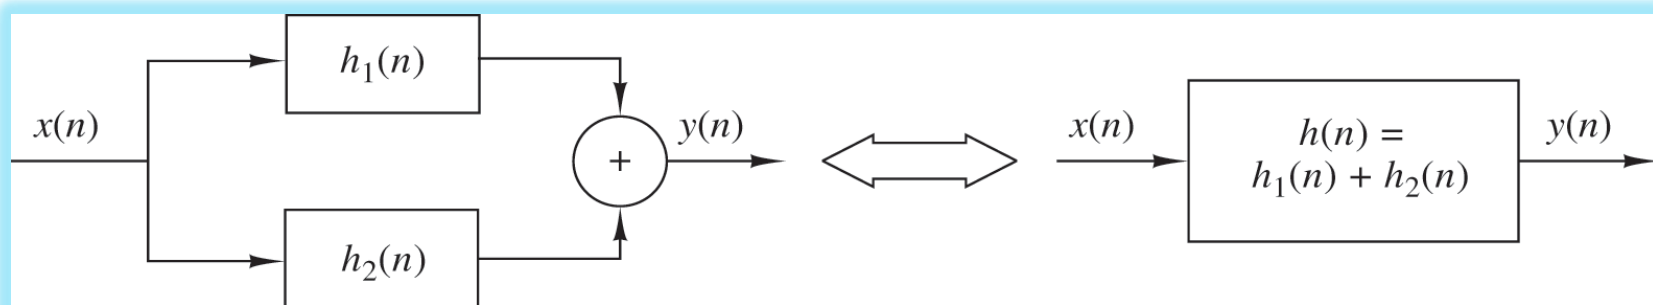 h₁(n)
x(n)
+
y(n)
h₂(n)
x(n)
h(n) =
h₁(n) + h₂(n)
y(n)